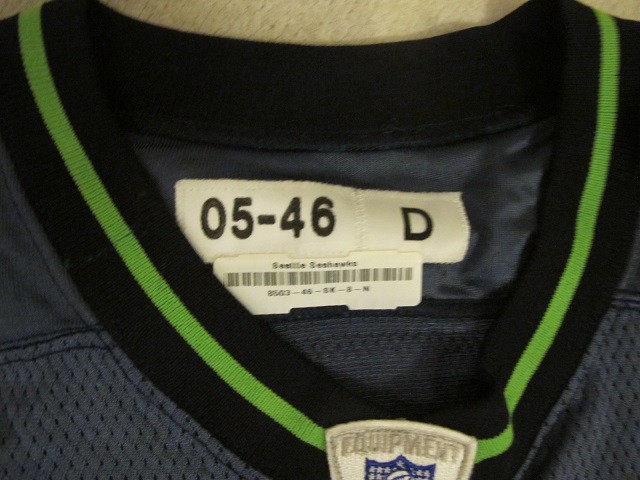 05-46 D
Seattle Seahawks
8503-46-SK-8-N
EQUIPMENT